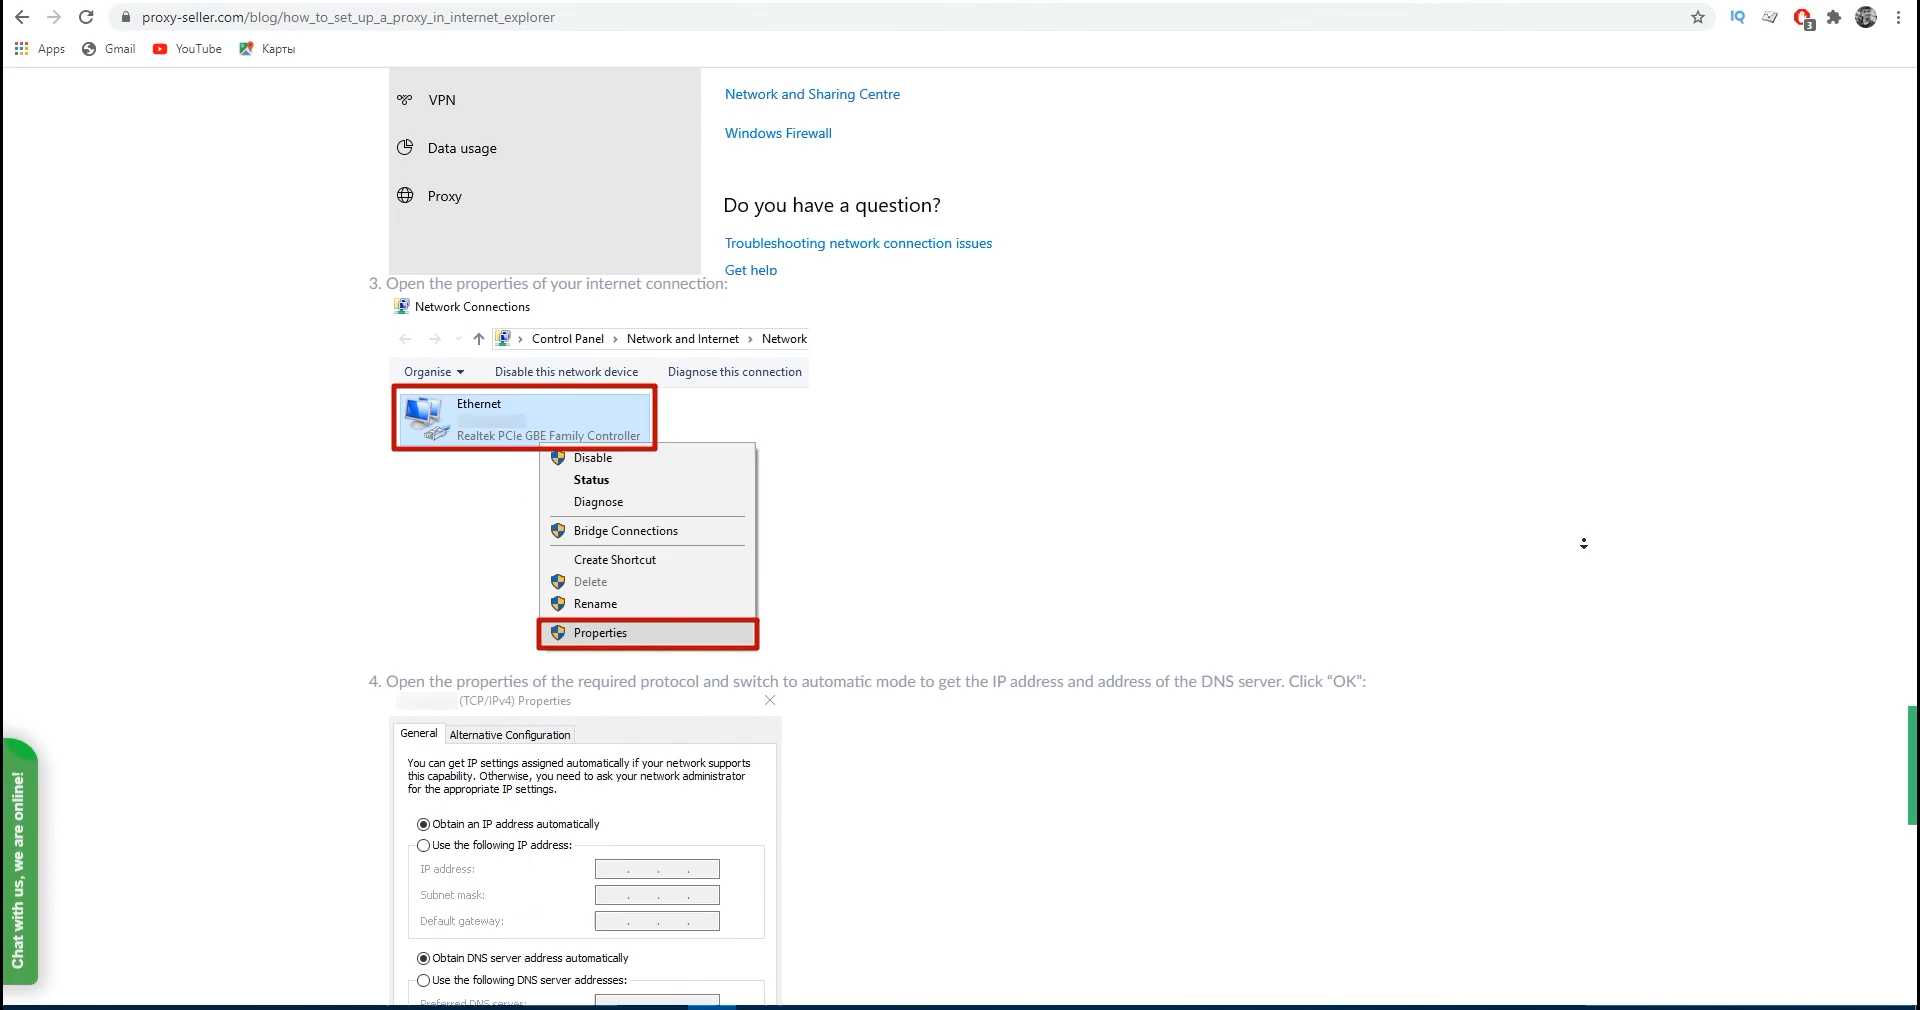 proxy-seller.com/blog/how_to_set_up_a_proxy_in_internet_explorer
IQ
3
Apps
Gmail
YouTube
Карты
VPN
Network and Sharing Centre
Windows Firewall
Data usage
Proxy
Do you have a question?
Troubleshooting network connection issues
Get help
3. Open the properties of your internet connection:
Network Connections
Control Panel > Network and Internet > Network
Organise
Disable this network device
Diagnose this connection
Ethernet
Realtek PCIe GBE Family Controller
Disable
Status
Diagnose
Bridge Connections
Create Shortcut
Delete
Rename
Properties
4. Open the properties of the required protocol and switch to automatic mode to get the IP address and address of the DNS server. Click “OK”:
(TCP/IPv4) Properties
General
Alternative Configuration
You can get IP settings assigned automatically if your network supports
this capability. Otherwise, you need to ask your network administrator
for the appropriate IP settings.
Obtain an IP address automatically
Use the following IP address:
IP address:
Subnet mask:
Default gateway:
Obtain DNS server address automatically
Use the following DNS server addresses:
Preferred DNS server:
Chat with us, we are online!